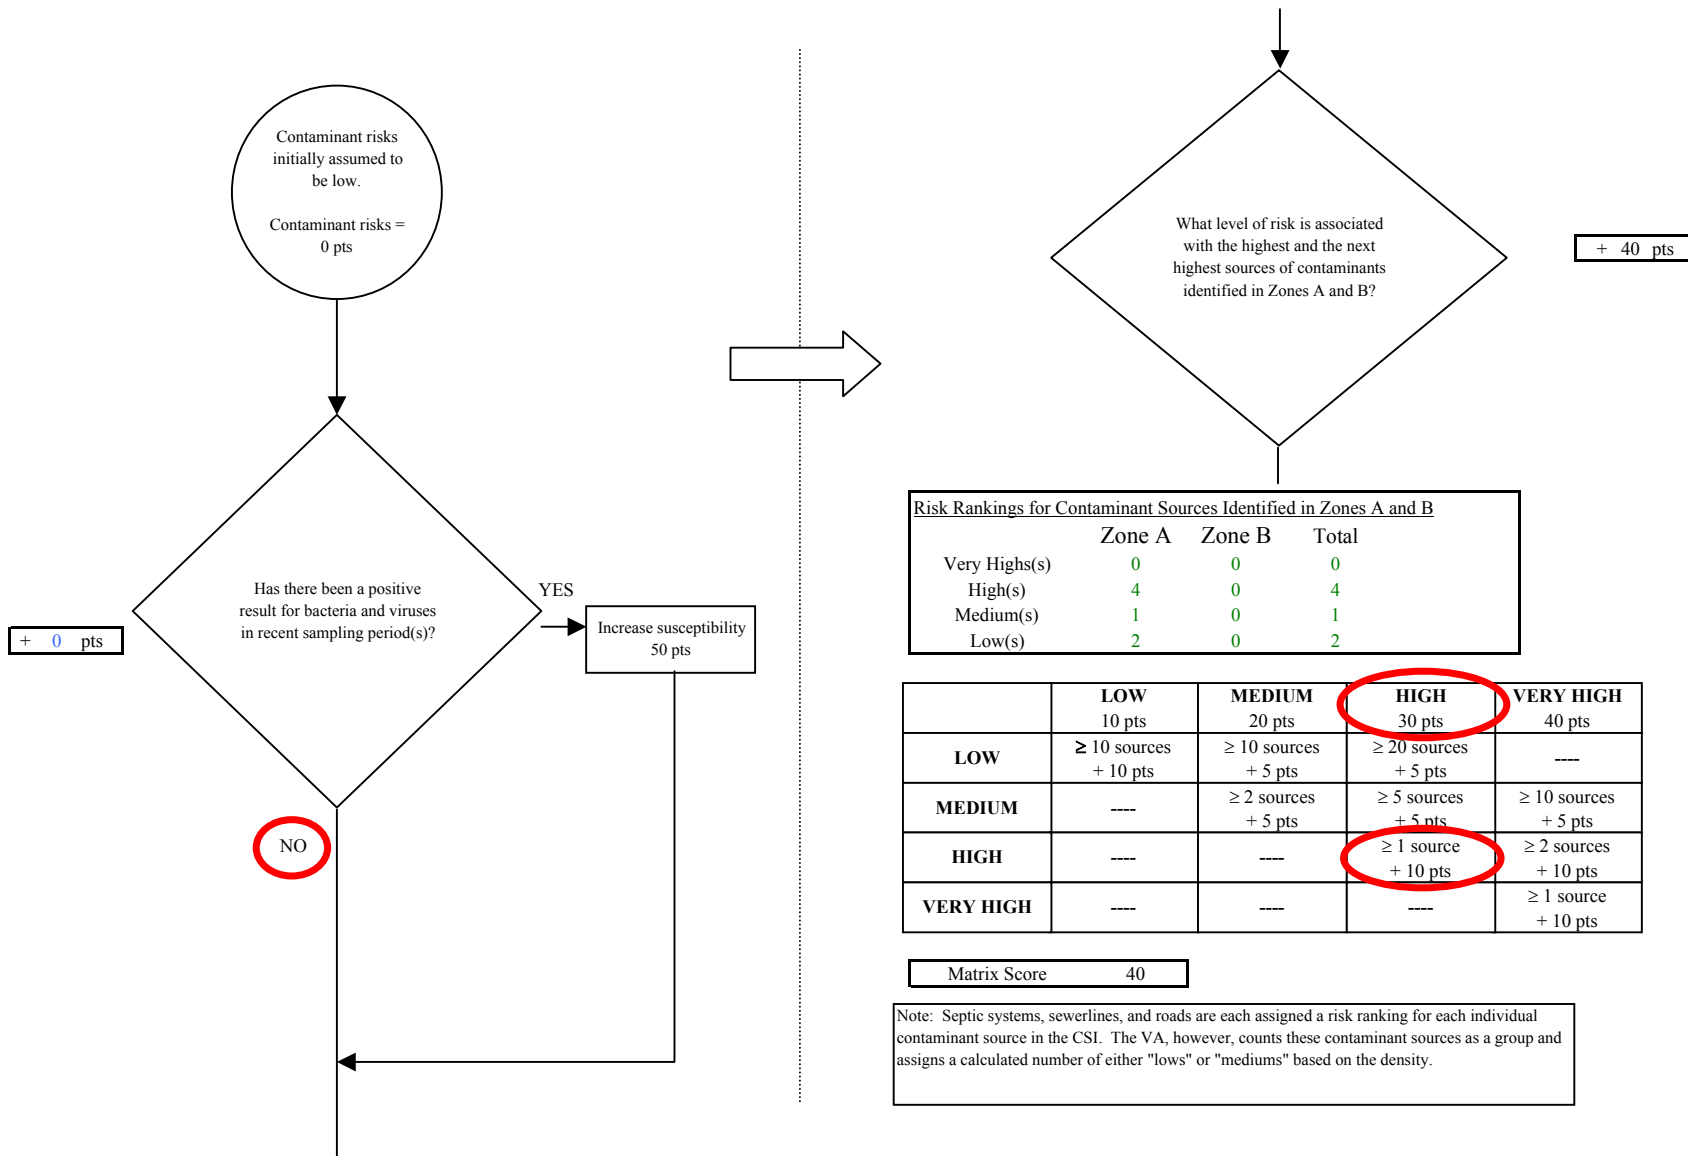 Contaminant risks
initially assumed to
be low.
Contaminant risks =
0 pts
Has there been a positive
result for bacteria and viruses
in recent sampling period(s)?
YES
Increase susceptibility
50 pts
+ 0 pts
NO
What level of risk is associated
with the highest and the next
highest sources of contaminants
identified in Zones A and B?
+ 40 pts
Risk Rankings for Contaminant Sources Identified in Zones A and B
Zone A Zone B Total
Very Highs(s) 0 0 0
High(s) 4 0 4
Medium(s) 1 0 1
Low(s) 2 0 2
LOW MEDIUM HIGH VERY HIGH
10 pts 20 pts 30 pts 40 pts
LOW ≥ 10 sources ≥ 10 sources ≥ 20 sources ----
+ 10 pts + 5 pts + 5 pts
MEDIUM ---- ≥ 2 sources ≥ 5 sources ≥ 10 sources
+ 5 pts + 5 pts + 5 pts
HIGH ---- ---- ≥ 1 source ≥ 2 sources
+ 10 pts + 10 pts
VERY HIGH ---- ---- ---- ≥ 1 source
+ 10 pts
Matrix Score 40
Note: Septic systems, sewerlines, and roads are each assigned a risk ranking for each individual
contaminant source in the CSI. The VA, however, counts these contaminant sources as a group and
assigns a calculated number of either "lows" or "mediums" based on the density.